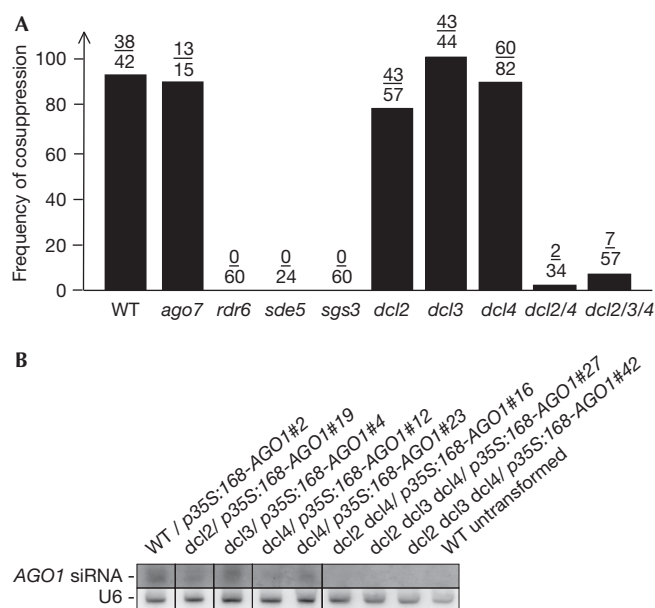 A
Frequency of cosuppression
100
80
60
40
20
0
38/42
13/15
0/60
0/24
0/60
43/57
43/44
60/82
2/34
7/57
WT ago7 rdr6 sde5 sgs3 dcl2 dcl3 dcl4 dcl2/4 dcl2/3/4
B
WT / p35S:168-AGO1#2
dcl2/ p35S:168-AGO1#19
dcl3/ p35S:168-AGO1#4
dcl4/ p35S:168-AGO1#12
dcl4/ p35S:168-AGO1#23
dcl2 dcl4/ p35S:168-AGO1#16
dcl2 dcl3 dcl4/ p35S:168-AGO1#27
dcl2 dcl3 dcl4/ p35S:168-AGO1#42
WT untransformed
AGO1 siRNA -
U6 -